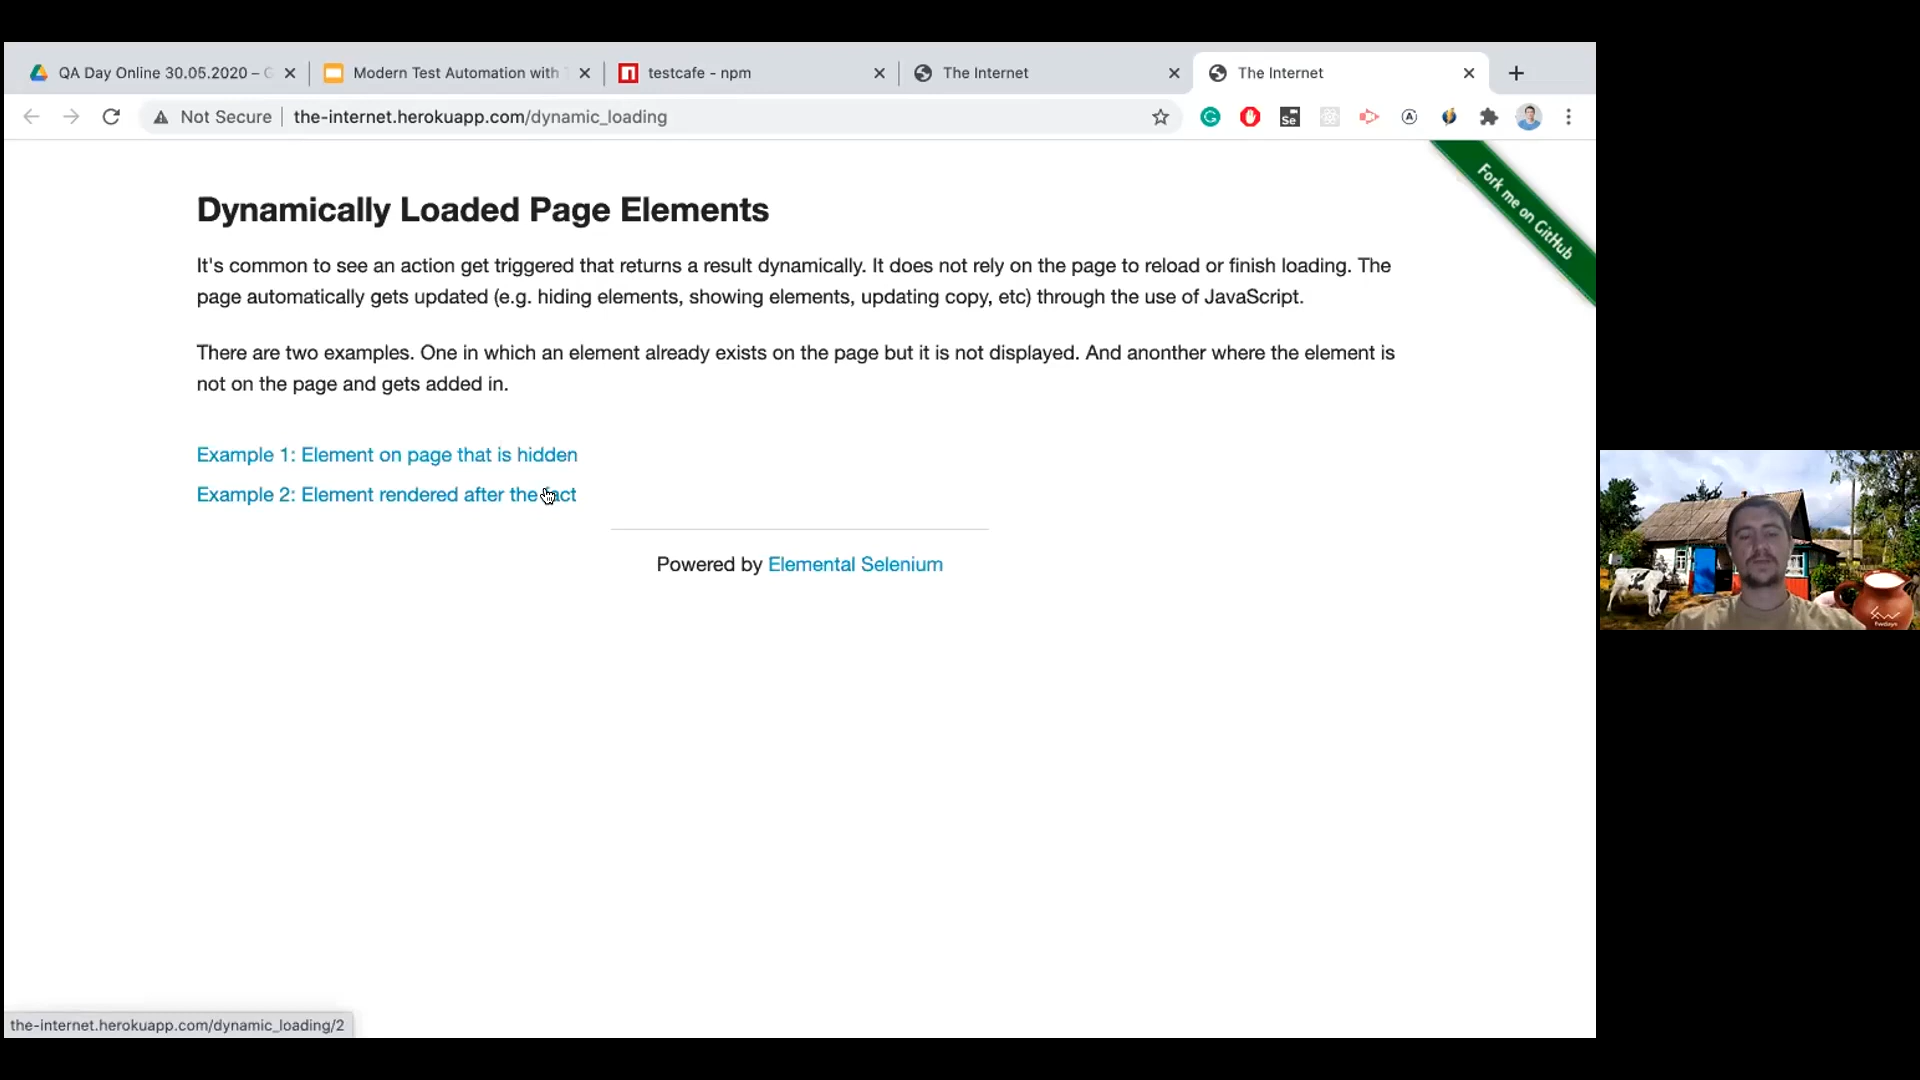 QA Day Online 30.05.2020 – G
Modern Test Automation with T
testcafe - npm
The Internet
The Internet
Not Secure
the-internet.herokuapp.com/dynamic_loading
Se
Fork me on GitHub
Dynamically Loaded Page Elements
It's common to see an action get triggered that returns a result dynamically. It does not rely on the page to reload or finish loading. The
page automatically gets updated (e.g. hiding elements, showing elements, updating copy, etc) through the use of JavaScript.
There are two examples. One in which an element already exists on the page but it is not displayed. And anonther where the element is
not on the page and gets added in.
Example 1: Element on page that is hidden
Example 2: Element rendered after the fact
Powered by Elemental Selenium
fwdays
the-internet.herokuapp.com/dynamic_loading/2